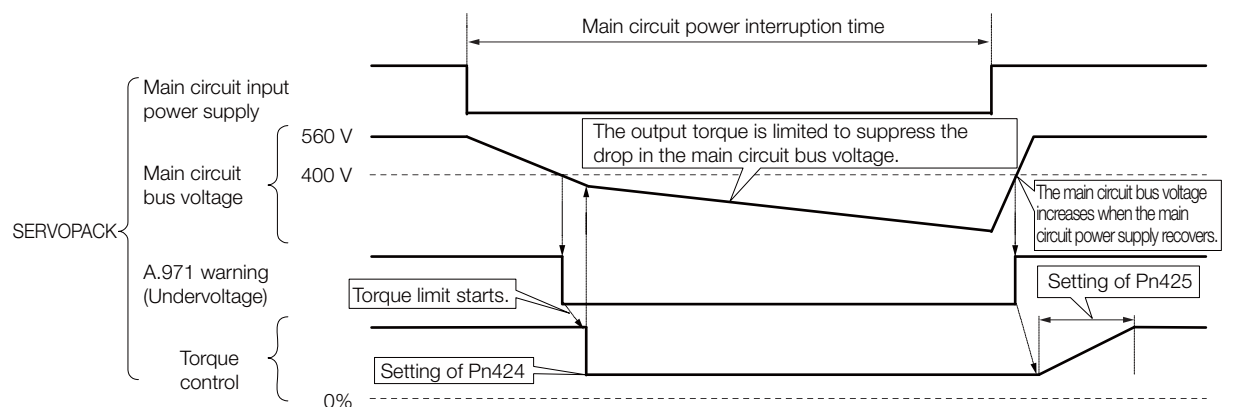 Main circuit power interruption time
Main circuit input
power supply
560 V
The output torque is limited to suppress the
drop in the main circuit bus voltage.
Main circuit
bus voltage
400 V
The main circuit bus voltage
increases when the main
circuit power supply recovers.
SERVOPACK
A.971 warning
(Undervoltage)
Torque limit starts.
Setting of Pn425
Torque
control
Setting of Pn424
0%